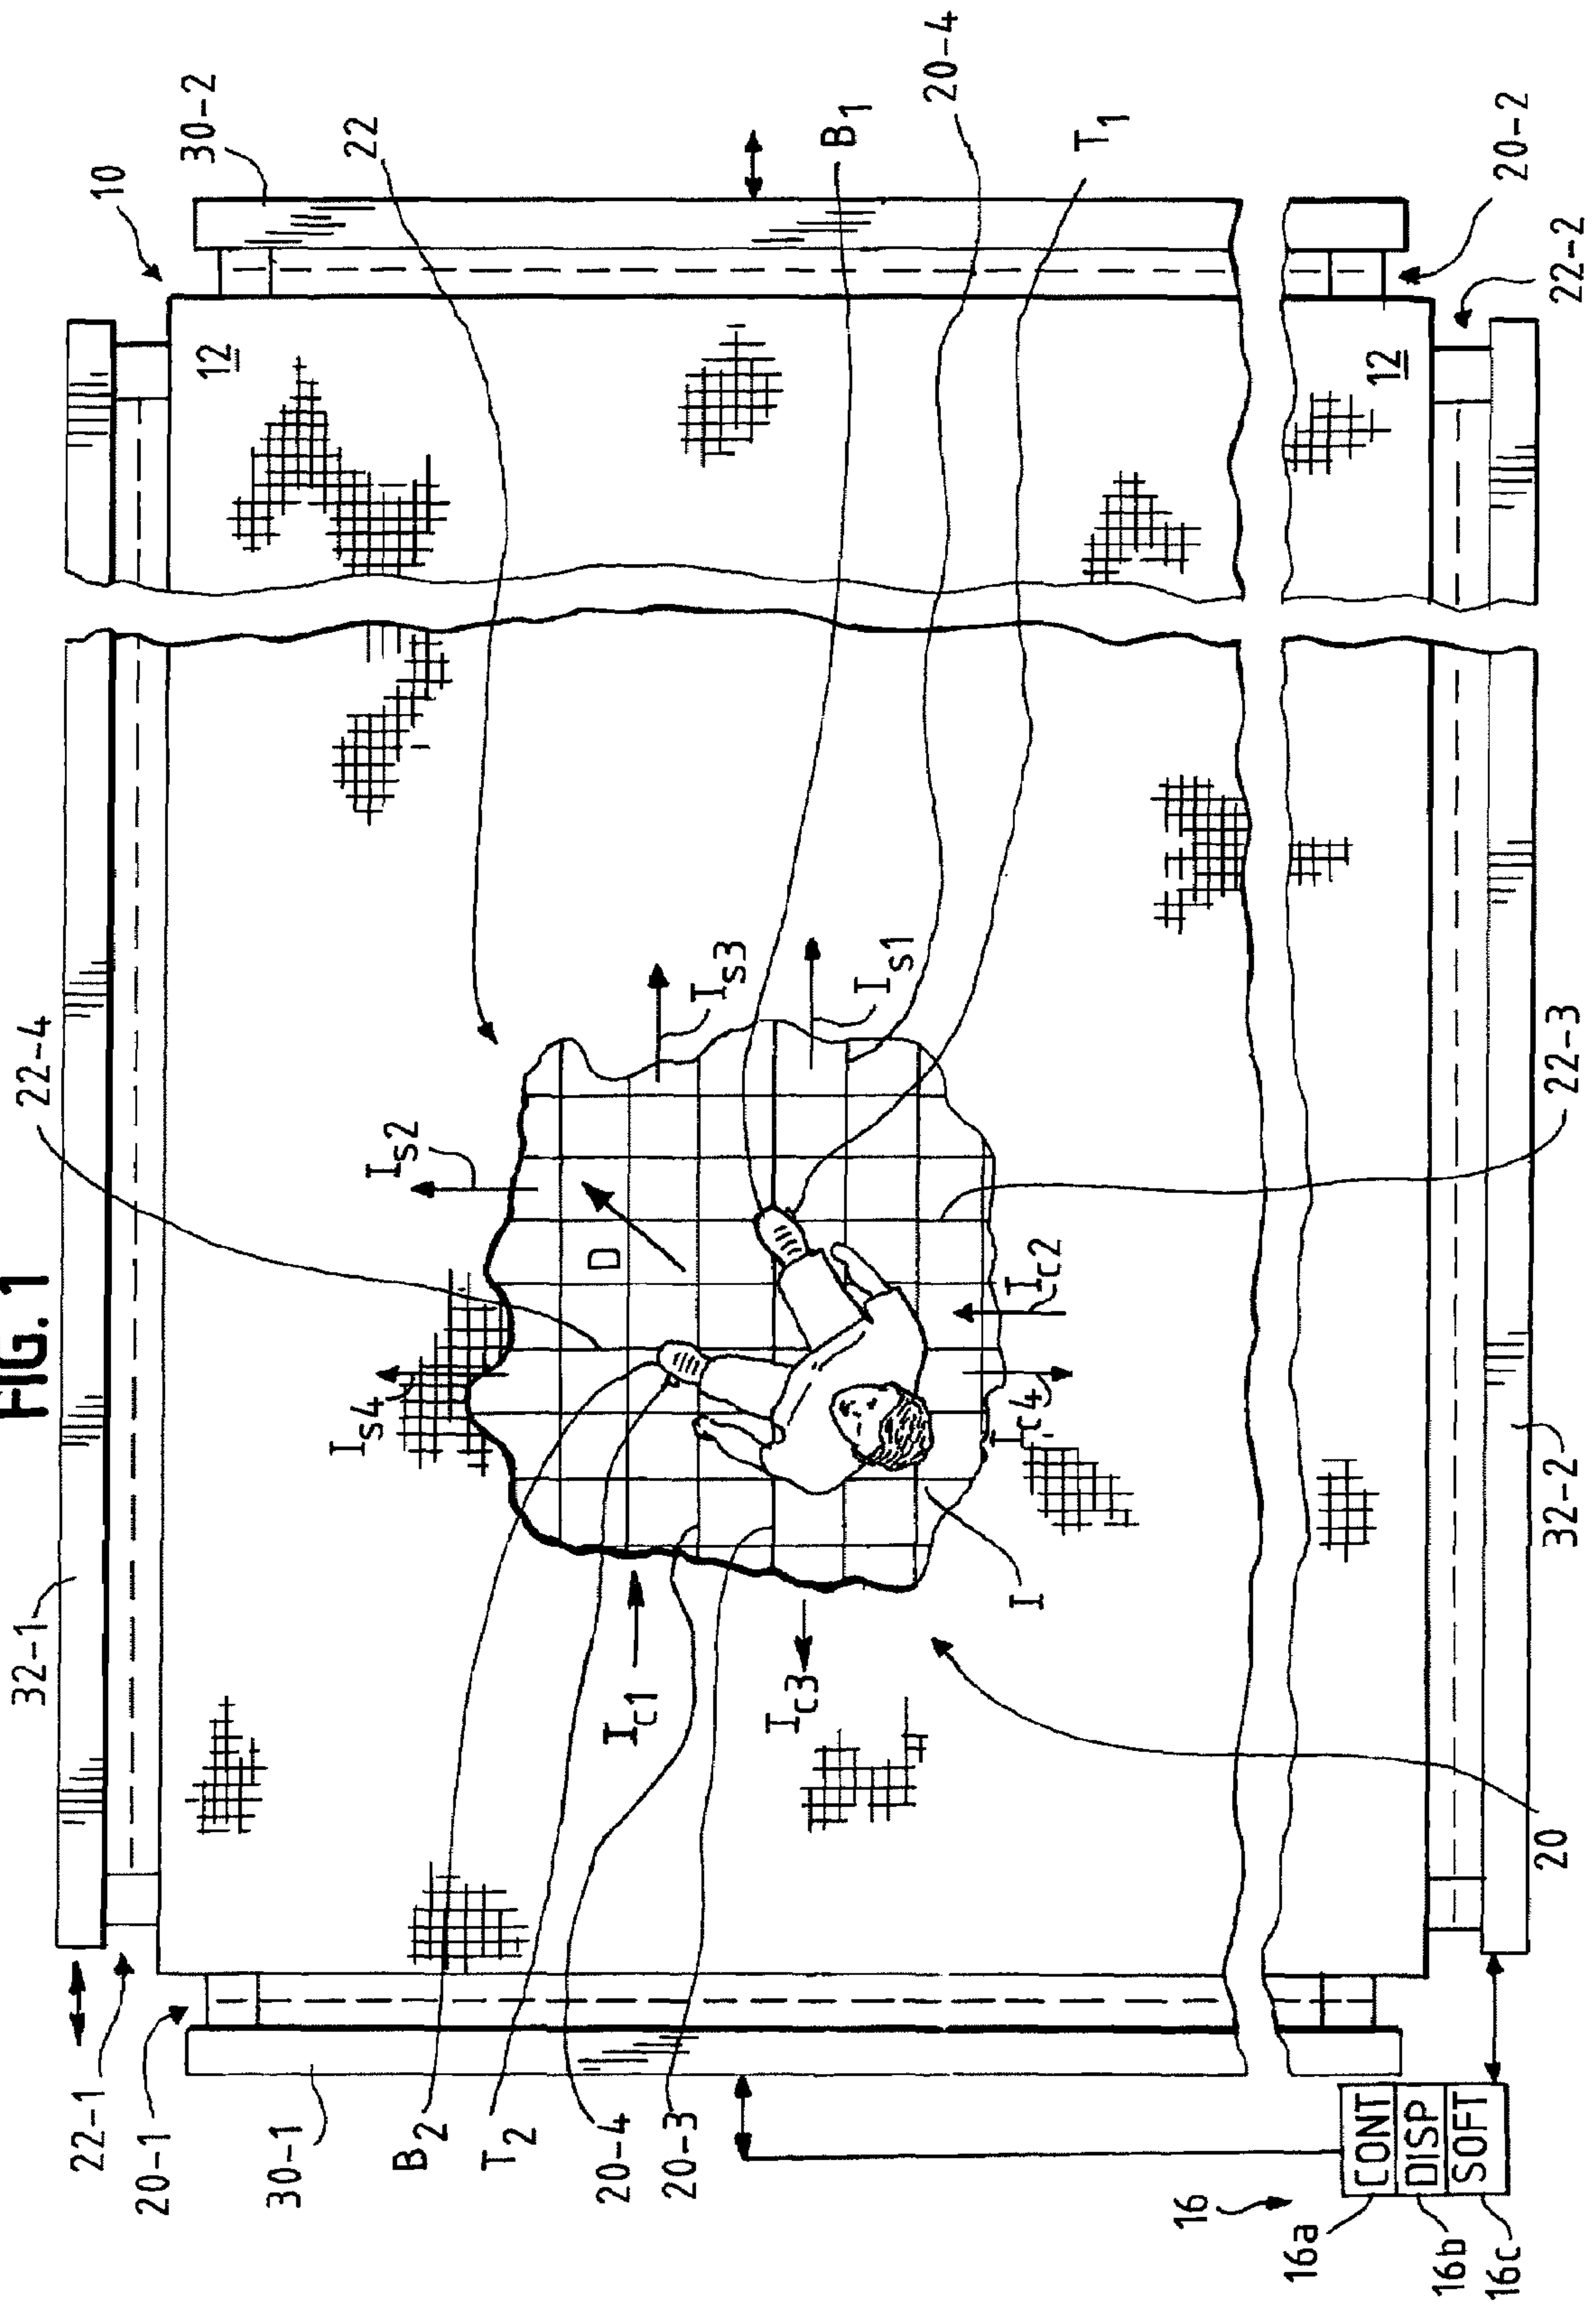 FIG. 1
10
30-2
22
B1
20-4
T1
20-2
22-2
12
12
22-4
Is3
Is1
Is2
D
Is4
Ic2
22-3
32-1
I
Ic1
Ic3
32-2
20
22-1
20-1
30-1
B2
T2
20-4
20-3
16
16a
16b
16c
CONT
DISP
SOFT